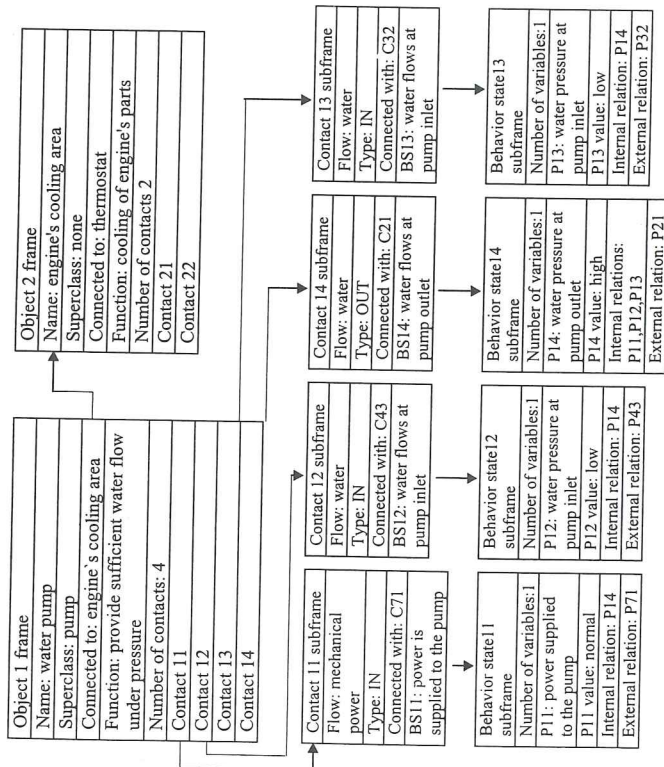 Object 1 frame
Name: water pump
Superclass: pump
Connected to: engine`s cooling area
Function: provide sufficient water flow
under pressure
Number of contacts: 4
Contact 11
Contact 12
Contact 13
Contact 14
Object 2 frame
Name: engine's cooling area
Superclass: none
Connected to: thermostat
Function: cooling of engine's parts
Number of contacts 2
Contact 21
Contact 22
Contact 11 subframe
Flow: mechanical
power
Type: IN
Connected with: C71
BS11: power is
supplied to the pump
Contact 12 subframe
Flow: water
Type: IN
Connected with: C43
BS12: water flows at
pump inlet
Contact 14 subframe
Flow: water
Type: OUT
Connected with: C21
BS14: water flows at
pump outlet
Contact 13 subframe
Flow: water
Type: IN
Connected with: C32
BS13: water flows at
pump inlet
Behavior state11
subframe
Number of variables:1
P11: power supplied
to the pump
P11 value: normal
Internal relation: P14
External relation: P71
Behavior state12
subframe
Number of variables:1
P12: water pressure at
pump inlet
P12 value: low
Internal relation: P14
External relation: P43
Behavior state14
subframe
Number of variables:1
P14: water pressure at
pump outlet
P14 value: high
Internal relations:
P11,P12,P13
External relation: P21
Behavior state13
subframe
Number of variables:1
P13: water pressure at
pump inlet
P13 value: low
Internal relation: P14
External relation: P32